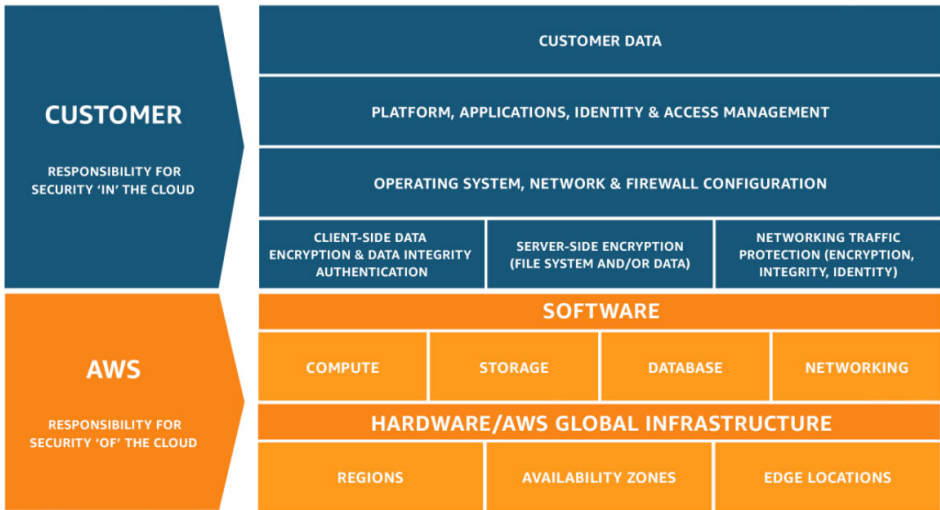 CUSTOMER
RESPONSIBILITY FOR
SECURITY ‘IN’ THE CLOUD
CUSTOMER DATA
PLATFORM, APPLICATIONS, IDENTITY & ACCESS MANAGEMENT
OPERATING SYSTEM, NETWORK & FIREWALL CONFIGURATION
CLIENT-SIDE DATA
ENCRYPTION & DATA INTEGRITY
AUTHENTICATION
SERVER-SIDE ENCRYPTION
(FILE SYSTEM AND/OR DATA)
NETWORKING TRAFFIC
PROTECTION (ENCRYPTION,
INTEGRITY, IDENTITY)
AWS
RESPONSIBILITY FOR
SECURITY ‘OF’ THE CLOUD
SOFTWARE
COMPUTE
STORAGE
DATABASE
NETWORKING
HARDWARE/AWS GLOBAL INFRASTRUCTURE
REGIONS
AVAILABILITY ZONES
EDGE LOCATIONS